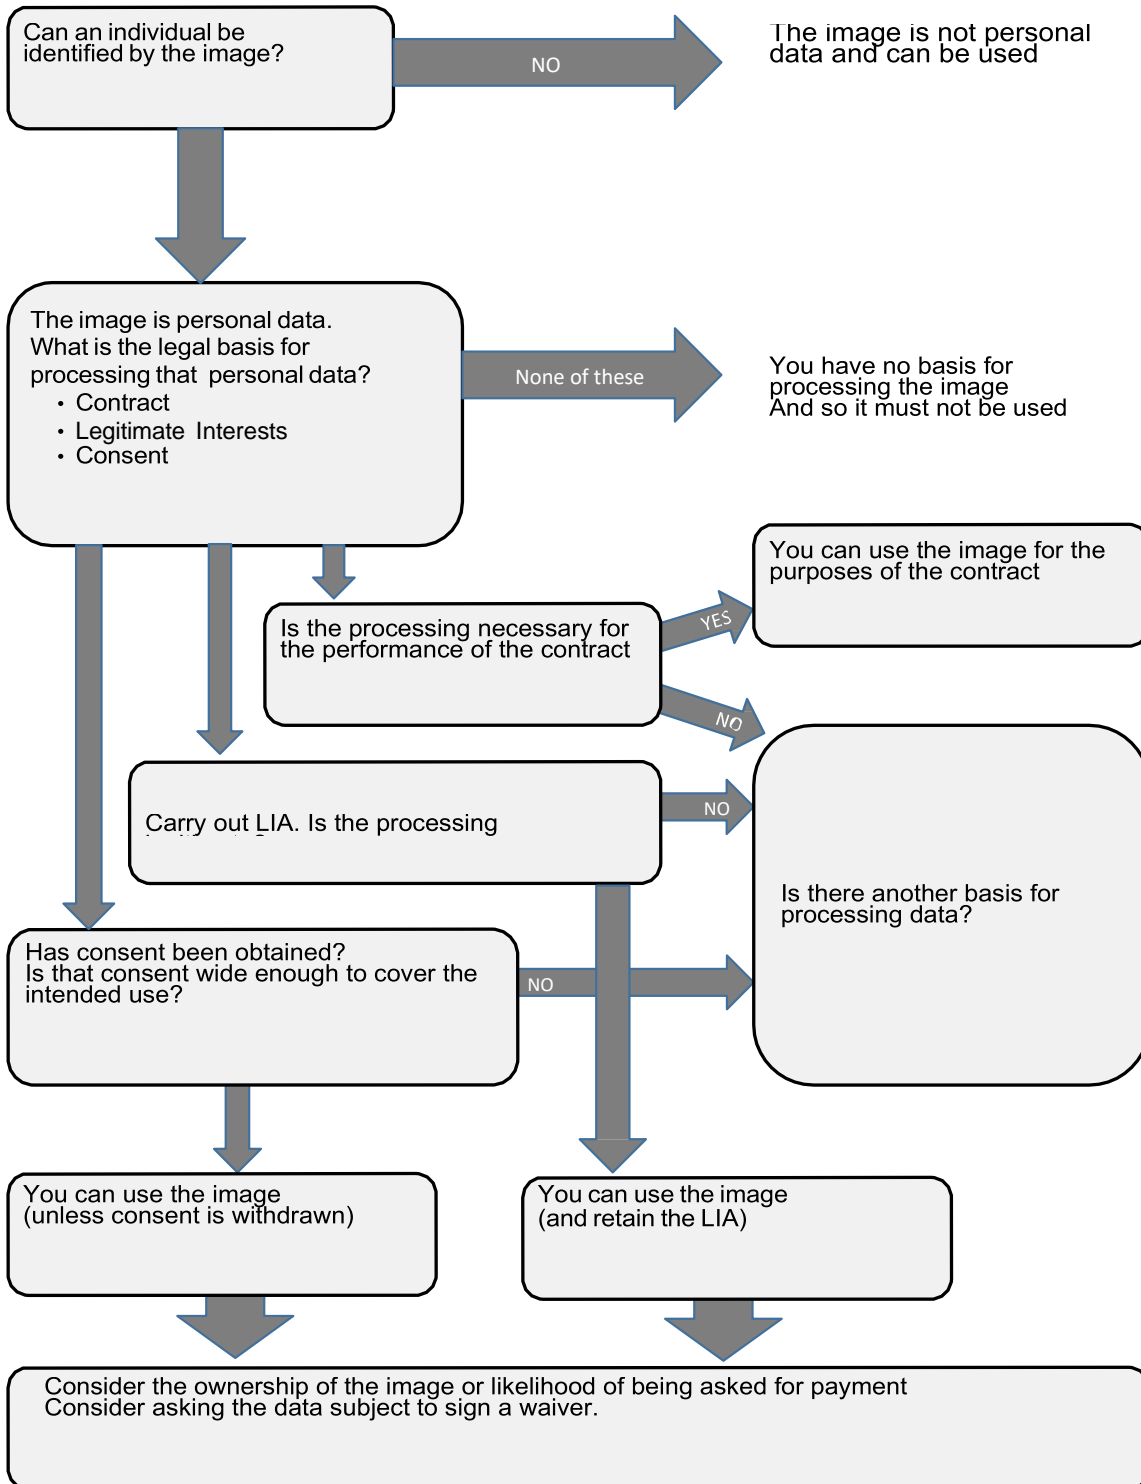 Can an individual be
identified by the image?
NO
The image is not personal
data and can be used
The image is personal data.
What is the legal basis for
processing that personal data?
• Contract
• Legitimate Interests
• Consent
None of these
You have no basis for
processing the image
And so it must not be used
You can use the image for the
purposes of the contract
Is the processing necessary for
the performance of the contract
YES
NO
Carry out LIA. Is the processing
NO
Is there another basis for
processing data?
Has consent been obtained?
Is that consent wide enough to cover the
intended use?
NO
You can use the image
(unless consent is withdrawn)
You can use the image
(and retain the LIA)
Consider the ownership of the image or likelihood of being asked for payment
Consider asking the data subject to sign a waiver.